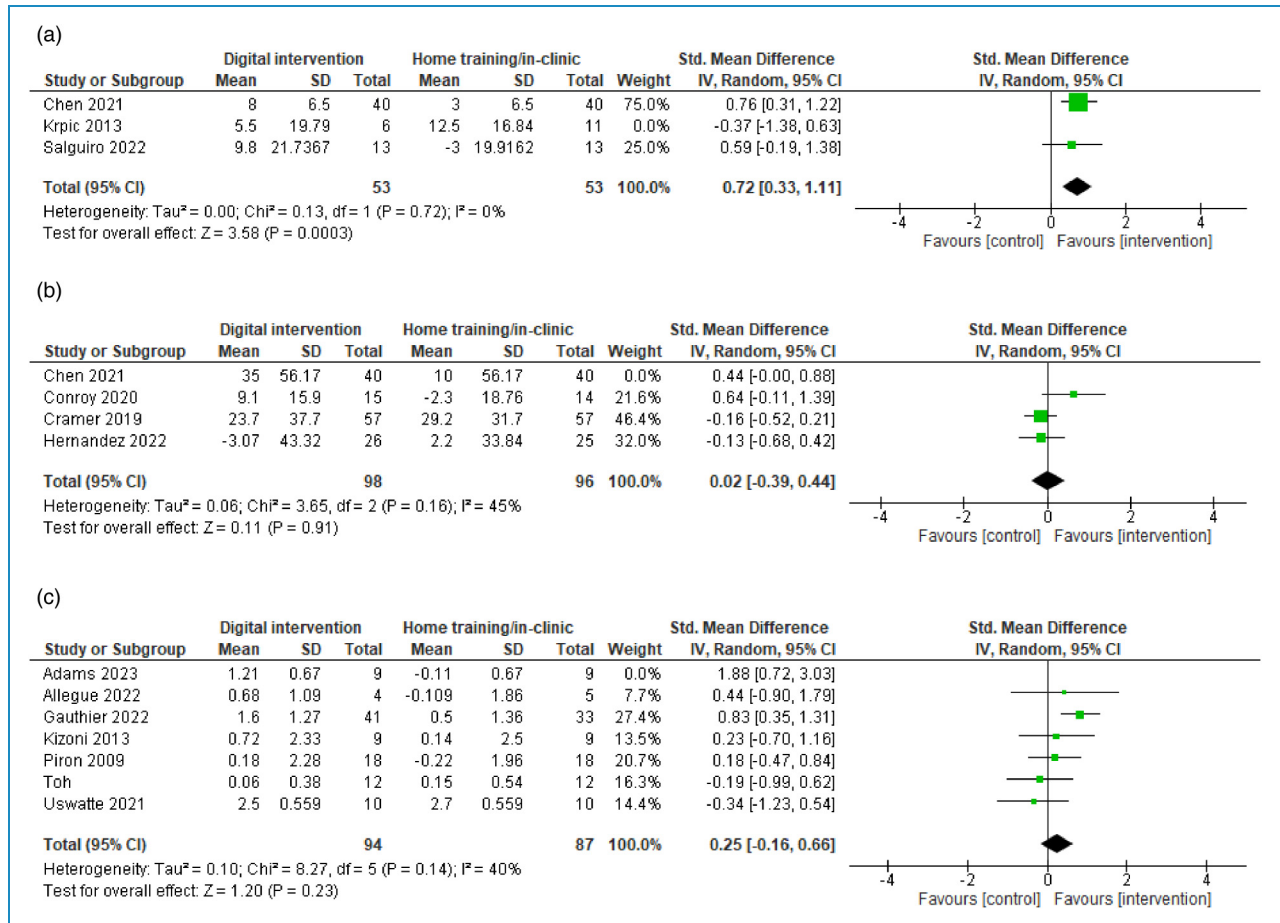 (a)
Digital intervention Home training/in-clinic Std. Mean Difference Std. Mean Difference
Study or Subgroup Mean SD Total Mean SD Total Weight IV, Random, 95% CI IV, Random, 95% CI
Chen 2021 8 6.5 40 3 6.5 40 75.0% 0.76 [0.31, 1.22]
Krpic 2013 5.5 19.79 6 12.5 16.84 11 0.0% -0.37 [-1.38, 0.63]
Salguiro 2022 9.8 21.7367 13 -3 19.9162 13 25.0% 0.59 [-0.19, 1.38]
Total (95% CI) 53 53 100.0% 0.72 [0.33, 1.11]
Heterogeneity: Tau² = 0.00; Chi² = 0.13, df = 1 (P = 0.72); I² = 0%
Test for overall effect: Z = 3.58 (P = 0.0003)
-4 -2 0 2 4
Favours [control] Favours [intervention]
(b)
Digital intervention Home training/in-clinic Std. Mean Difference Std. Mean Difference
Study or Subgroup Mean SD Total Mean SD Total Weight IV, Random, 95% CI IV, Random, 95% CI
Chen 2021 35 56.17 40 10 56.17 40 0.0% 0.44 [-0.00, 0.88]
Conroy 2020 9.1 15.9 15 -2.3 18.76 14 21.6% 0.64 [-0.11, 1.39]
Cramer 2019 23.7 37.7 57 29.2 31.7 57 46.4% -0.16 [-0.52, 0.21]
Hernandez 2022 -3.07 43.32 26 2.2 33.84 25 32.0% -0.13 [-0.68, 0.42]
Total (95% CI) 98 96 100.0% 0.02 [-0.39, 0.44]
Heterogeneity: Tau² = 0.06; Chi² = 3.65, df = 2 (P = 0.16); I² = 45%
Test for overall effect: Z = 0.11 (P = 0.91)
-4 -2 0 2 4
Favours [control] Favours [intervention]
(c)
Digital intervention Home training/in-clinic Std. Mean Difference Std. Mean Difference
Study or Subgroup Mean SD Total Mean SD Total Weight IV, Random, 95% CI IV, Random, 95% CI
Adams 2023 1.21 0.67 9 -0.11 0.67 9 0.0% 1.88 [0.72, 3.03]
Allegue 2022 0.68 1.09 4 -0.109 1.86 5 7.7% 0.44 [-0.90, 1.79]
Gauthier 2022 1.6 1.27 41 0.5 1.36 33 27.4% 0.83 [0.35, 1.31]
Kizoni 2013 0.72 2.33 9 0.14 2.5 9 13.5% 0.23 [-0.70, 1.16]
Piron 2009 0.18 2.28 18 -0.22 1.96 18 20.7% 0.18 [-0.47, 0.84]
Toh 0.06 0.38 12 0.15 0.54 12 16.3% -0.19 [-0.99, 0.62]
Uswatte 2021 2.5 0.559 10 2.7 0.559 10 14.4% -0.34 [-1.23, 0.54]
Total (95% CI) 94 87 100.0% 0.25 [-0.16, 0.66]
Heterogeneity: Tau² = 0.10; Chi² = 8.27, df = 5 (P = 0.14); I² = 40%
Test for overall effect: Z = 1.20 (P = 0.23)
-4 -2 0 2 4
Favours [control] Favours [intervention]